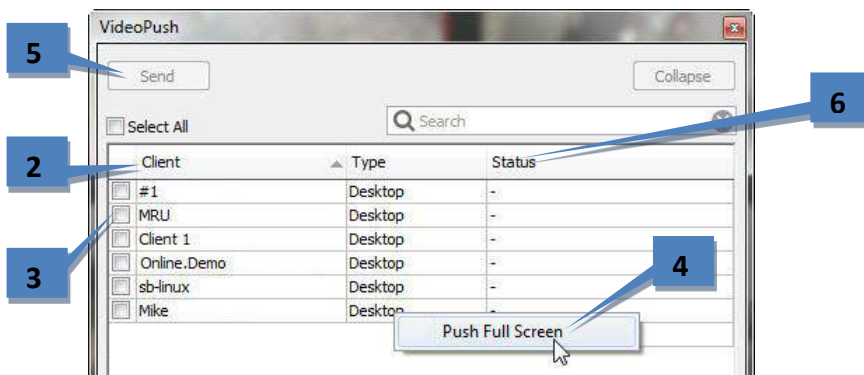 VideoPush
5
Send
Collapse
6
Search
Select All
2
Client Type Status
#1 Desktop -
MRU Desktop -
3
Client 1 Desktop -
Online.Demo Desktop -
4
sb-linux Desktop -
Mike Desktop -
Push Full Screen